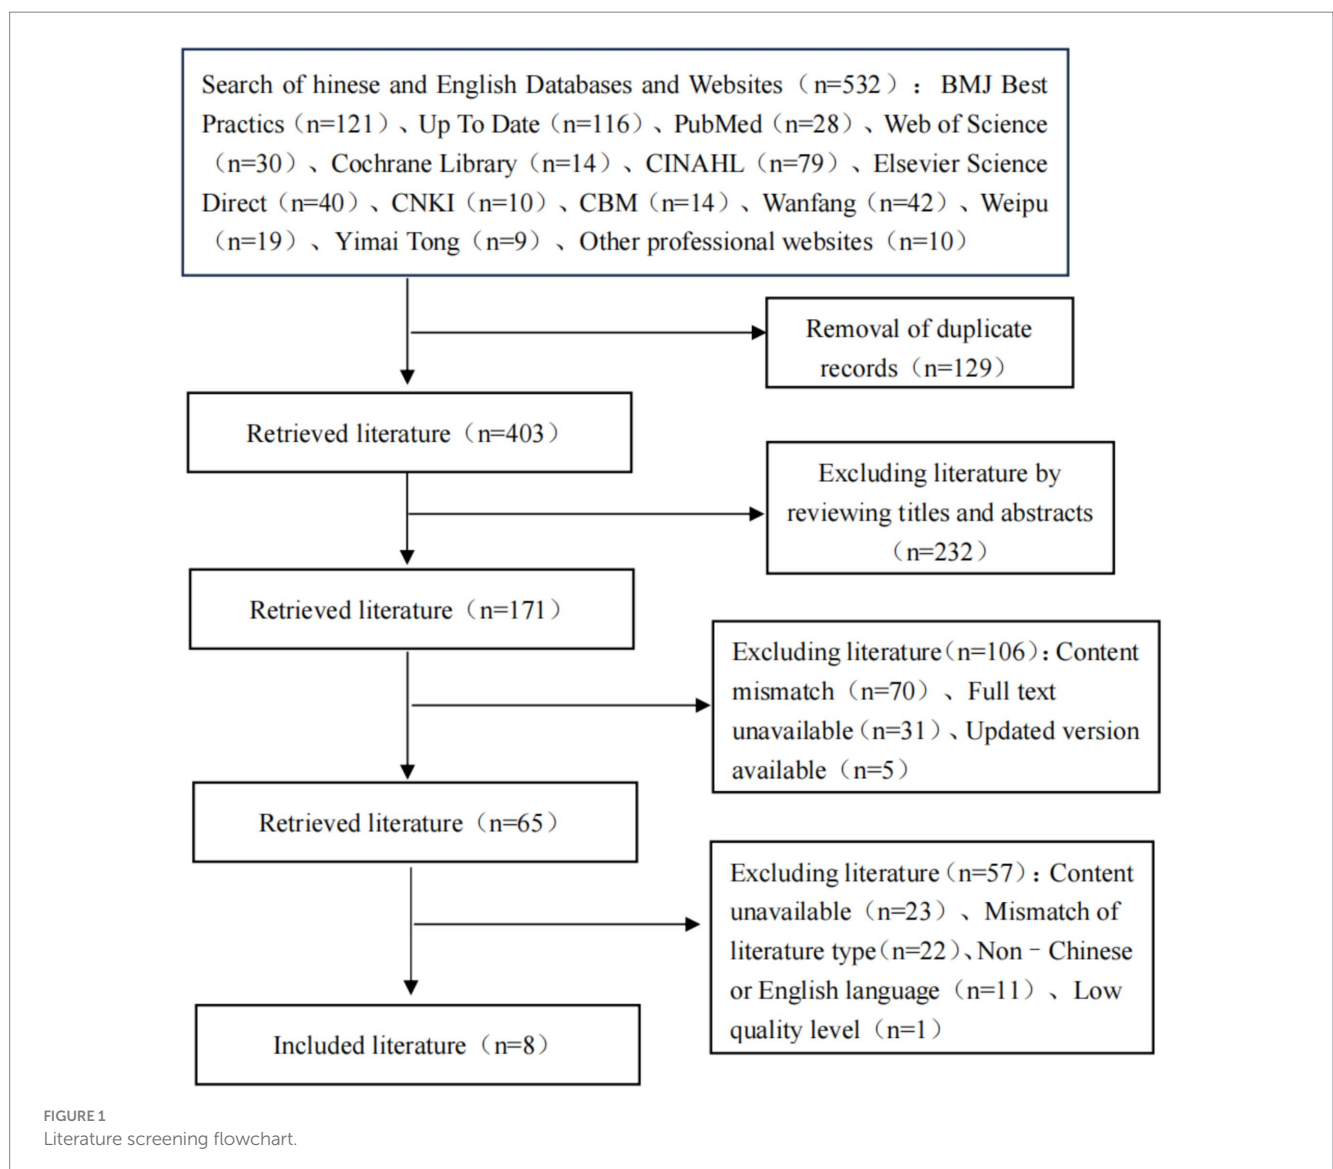 Search of hinese and English Databases and Websites（n=532）： BMJ Best
Practics（n=121）、Up To Date（n=116）、PubMed（n=28）、Web of Science
（n=30）、Cochrane Library（n=14）、CINAHL（n=79）、Elsevier Science
Direct（n=40）、CNKI（n=10）、CBM（n=14）、Wanfang（n=42）、Weipu
（n=19）、Yimai Tong（n=9）、Other professional websites（n=10）
Removal of duplicate
records（n=129）
Retrieved literature（n=403）
Excluding literature by
reviewing titles and abstracts
（n=232）
Retrieved literature（n=171）
Excluding literature（n=106）：Content
mismatch（n=70）、Full text
unavailable（n=31）、Updated version
available（n=5）
Retrieved literature（n=65）
Excluding literature（n=57）：Content
unavailable（n=23）、Mismatch of
literature type（n=22）、Non－Chinese
or English language（n=11）、Low
quality level（n=1）
Included literature（n=8）
FIGURE 1
Literature screening flowchart.